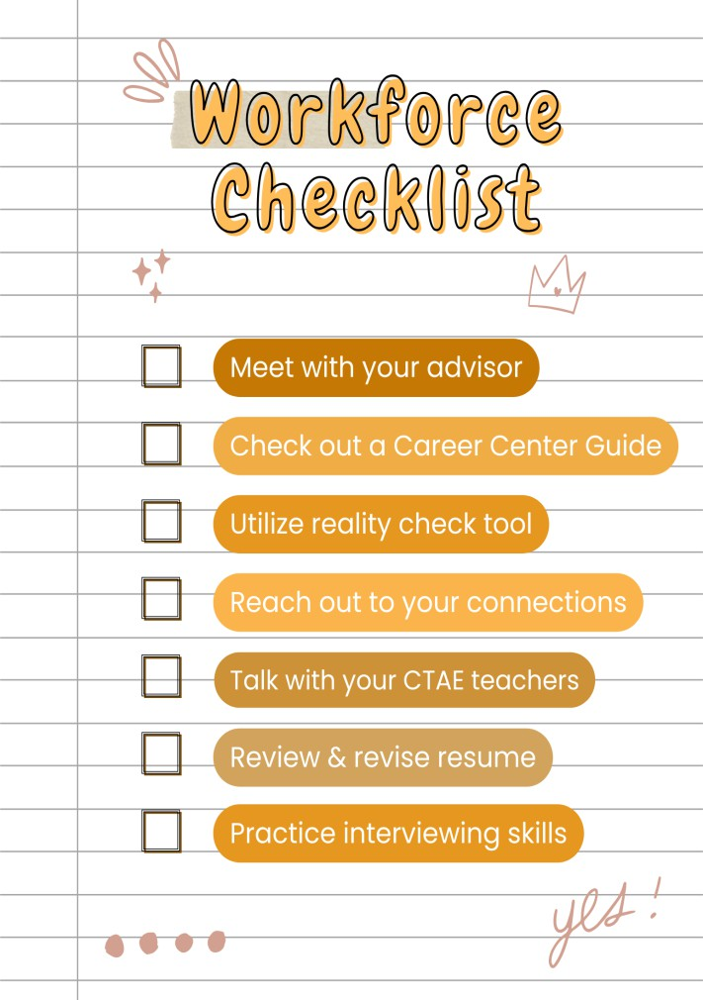 Workforce
Checklist
Meet with your advisor
Check out a Career Center Guide
Utilize reality check tool
Reach out to your connections
Talk with your CTAE teachers
Review & revise resume
Practice interviewing skills
yes!